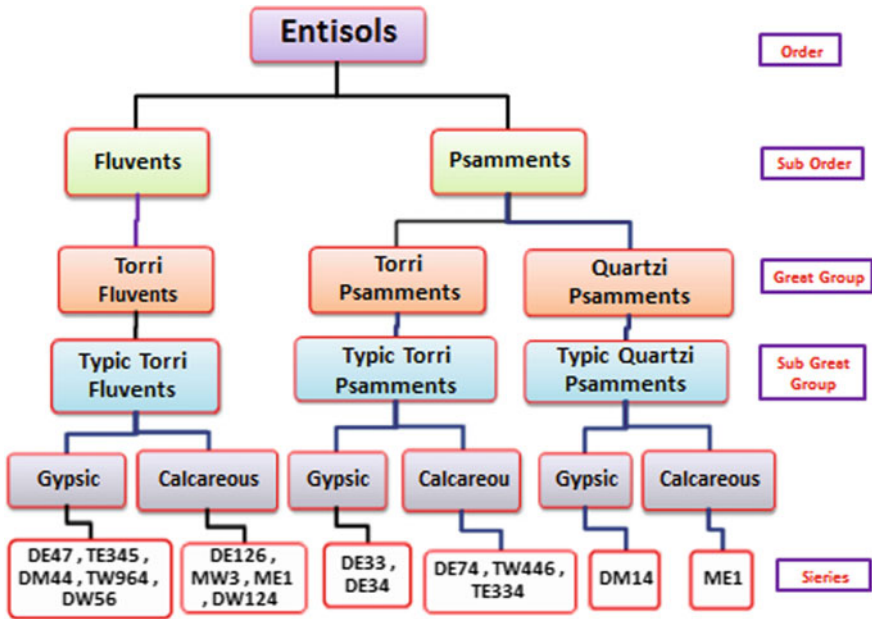 Entisols
Order
Fluvents
Psamments
Sub Order
Torri
Fluvents
Torri
Psamments
Quartzi
Psamments
Great Group
Typic Torri
Fluvents
Typic Torri
Psamments
Typic Quartzi
Psamments
Sub Great
Group
Gypsic
Calcareous
Gypsic
Calcareou
Gypsic
Calcareous
DE47 , TE345 ,
DM44 , TW964 ,
DW56
DE126 ,
MW3 , ME1
, DW124
DE33 ,
DE34
DE74 , TW446 ,
TE334
DM14
ME1
Sieries